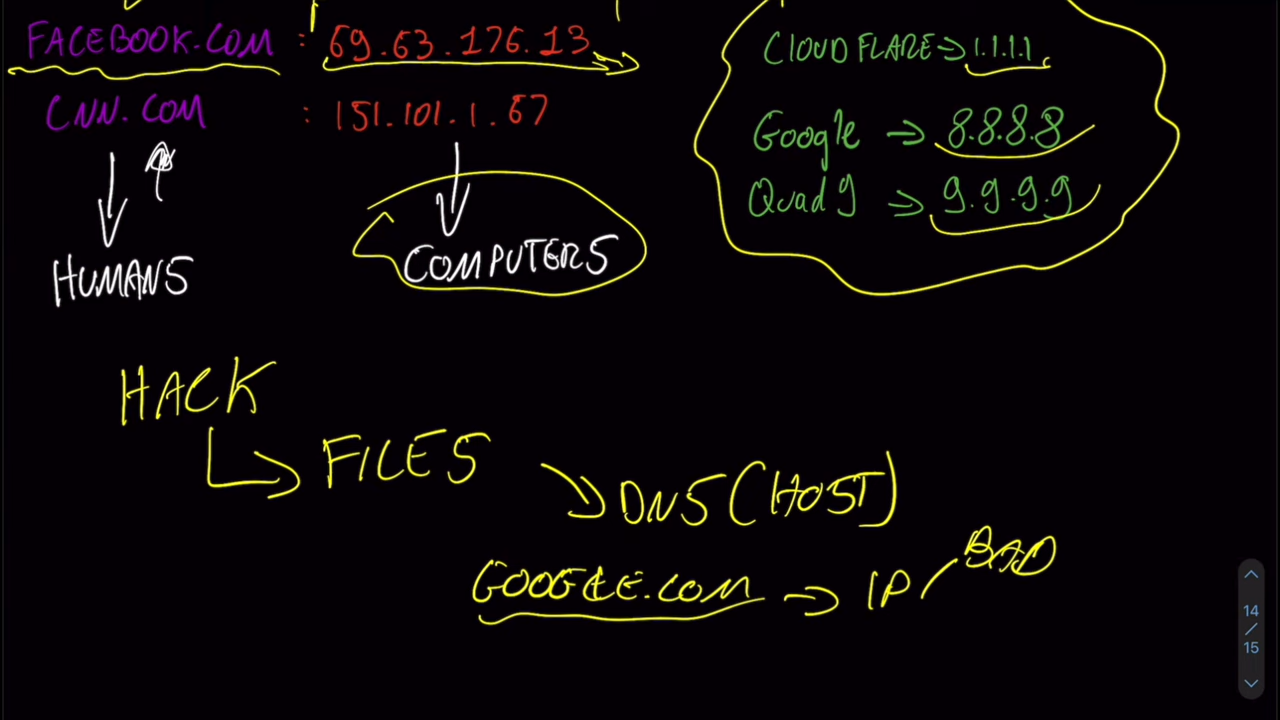 FACEBOOK.COM : 69.63.176.13
CNN.COM : 151.101.1.67
HUMANS
COMPUTERS
CLOUDFLARE → 1.1.1.1
Google → 8.8.8.8
Quad 9 → 9.9.9.9
HACK
FILES
DNS (HOST)
GOOGLE.COM → IP / BAD
14
/
15